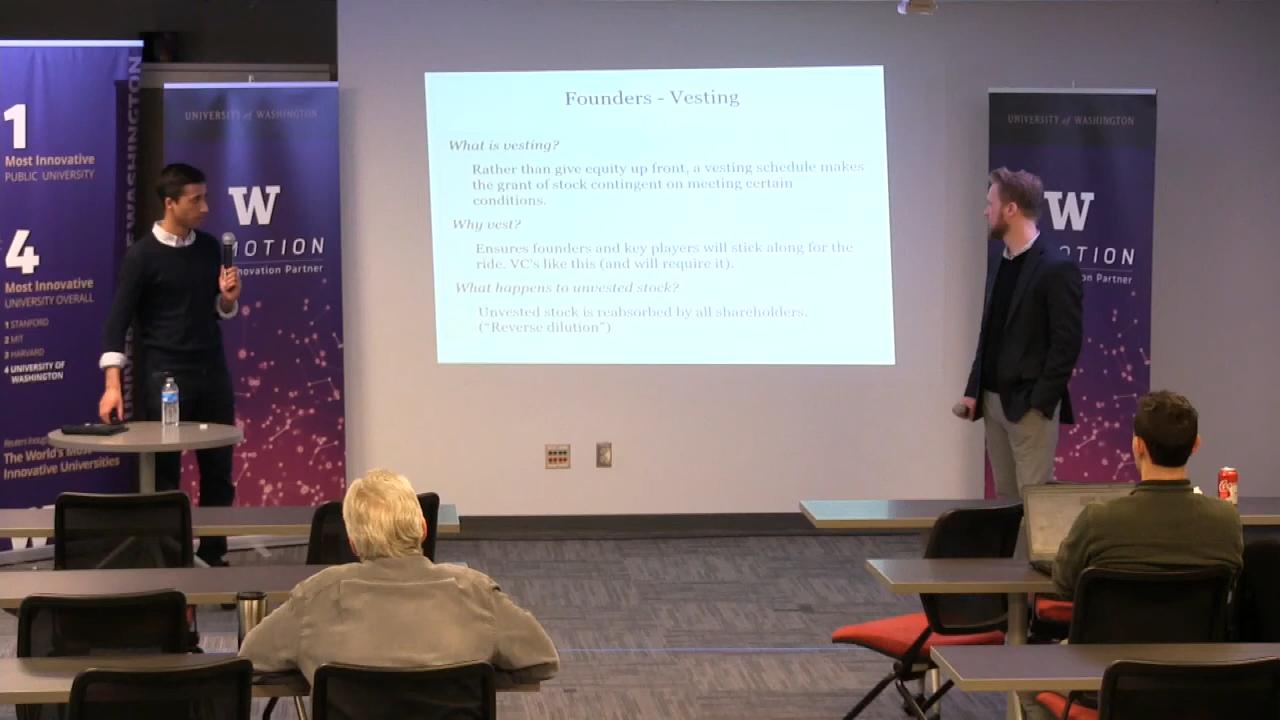 1
Most Innovative
PUBLIC UNIVERSITY
4
Most Innovative
UNIVERSITY OVERALL
1 STANFORD
2 MIT
3 HARVARD
4 UNIVERSITY OF
WASHINGTON
The World's Most
Innovative Universities
WASHINGTON
UNIVERSITY of WASHINGTON
W
MOTION
novation Partner
Founders - Vesting
What is vesting?
Rather than give equity up front, a vesting schedule makes
the grant of stock contingent on meeting certain
conditions.
Why vest?
Ensures founders and key players will stick along for the
ride. VC's like this (and will require it).
What happens to unvested stock?
Unvested stock is reabsorbed by all shareholders.
("Reverse dilution")
UNIVERSITY of WASHINGTON
W
OTION
on Partner